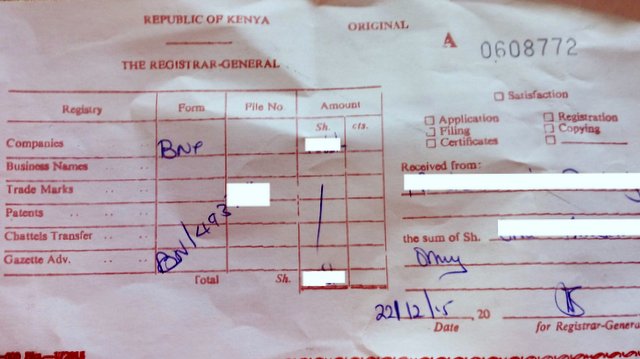 REPUBLIC OF KENYA
ORIGINAL
A 0608772
THE REGISTRAR-GENERAL
Registry Form File No Amount
Sh. cts.
Companies
Business Names
Trade Marks
Patents
Chattels Transfer
Gazette Adv.
BN/493
Total Sh.
Satisfaction
Application Registration
Filing Copying
Certificates
Received from:
the sum of Sh.
Only
22/12/15, 20
Date for Registrar-Genera